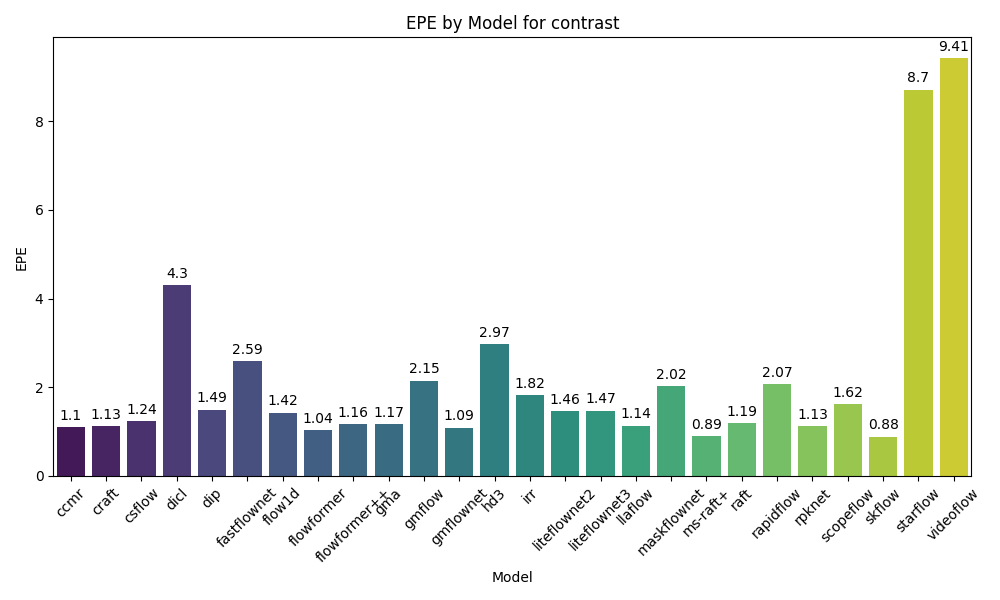 EPE by Model for contrast
EPE
8
6
4
2
0
1.1
1.13
1.24
4.3
1.49
2.59
1.42
1.04
1.16
1.17
2.15
1.09
2.97
1.82
1.46
1.47
1.14
2.02
0.89
1.19
2.07
1.13
1.62
0.88
8.7
9.41
ccmr
craft
csflow
dicl
dip
fastflownet
flow1d
flowformer
flowformer++
gma
gmflow
gmflownet
hd3
irr
liteflownet2
liteflownet3
llaflow
maskflownet
ms-raft+
raft
rapidflow
rpknet
scopeflow
skflow
starflow
videoflow
Model